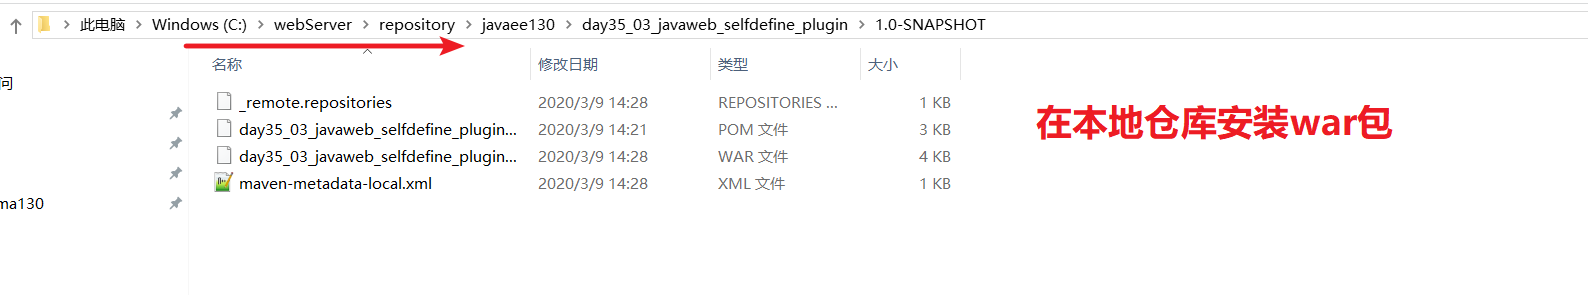 此电脑 > Windows (C:) > webServer > repository > javaee130 > day35_03_javaweb_selfdefine_plugin > 1.0-SNAPSHOT
问
名称 修改日期 类型 大小
_remote.repositories 2020/3/9 14:28 REPOSITORIES ... 1 KB
day35_03_javaweb_selfdefine_plugin... 2020/3/9 14:21 POM 文件 3 KB
day35_03_javaweb_selfdefine_plugin... 2020/3/9 14:28 WAR 文件 4 KB
maven-metadata-local.xml 2020/3/9 14:28 XML 文件 1 KB
ma130
在本地仓库安装war包